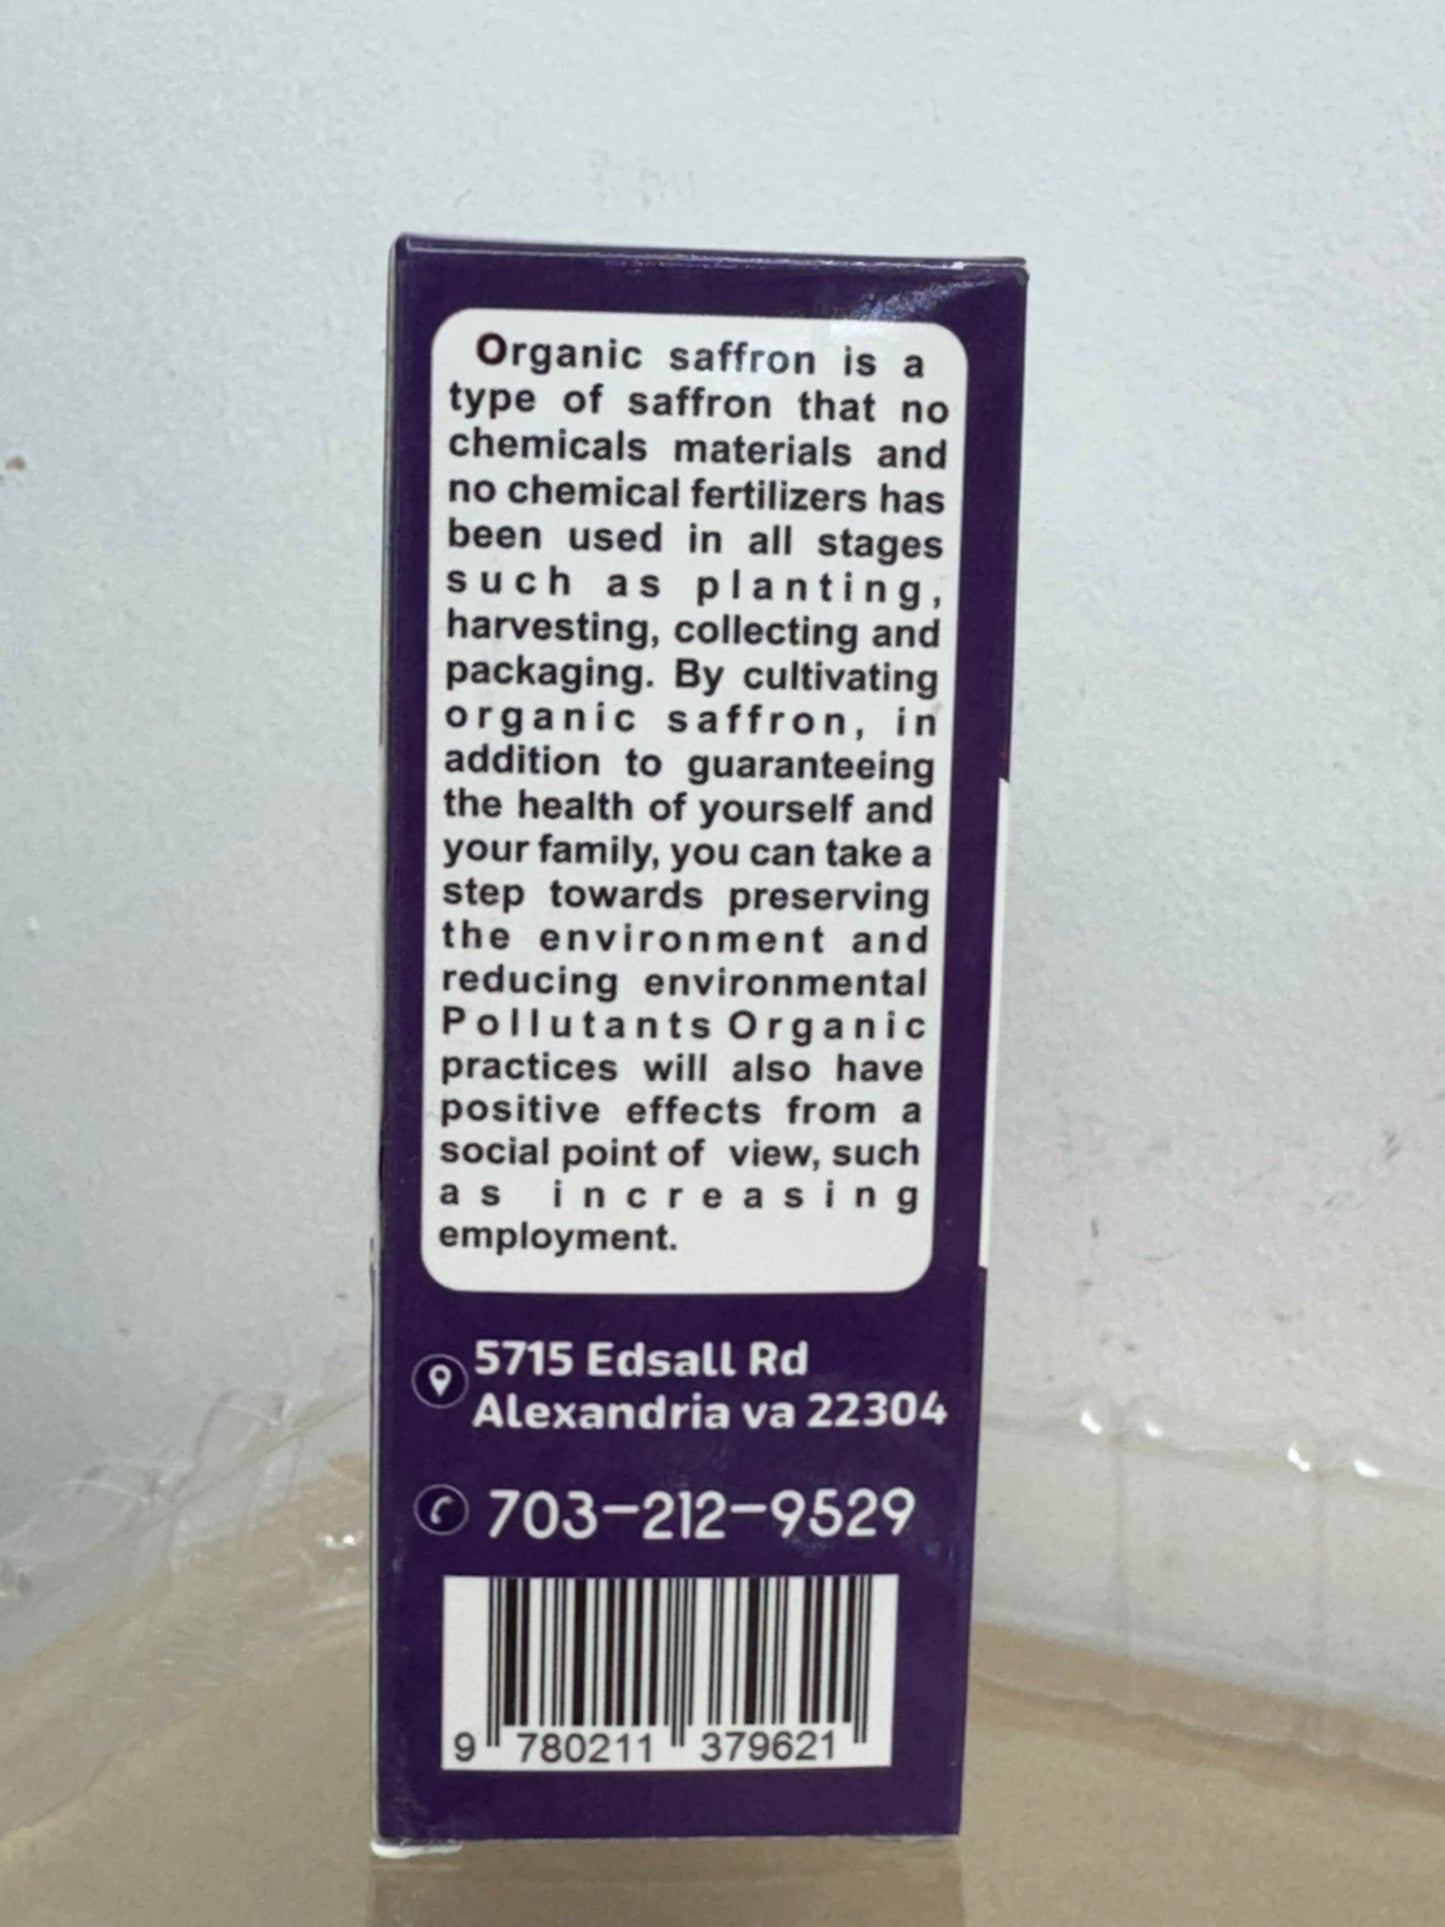 Organic saffron is a
type of saffron that no
chemicals materials and
no chemical fertilizers has
been used in all stages
such as planting,
harvesting, collecting and
packaging. By cultivating
organic saffron, in
addition to guaranteeing
the health of yourself and
your family, you can take a
step towards preserving
the environment and
reducing environmental
Pollutants Organic
practices will also have
positive effects from a
social point of view, such
as increasing
employment.
5715 Edsall Rd
Alexandria va 22304
703-212-9529
9 780211 379621